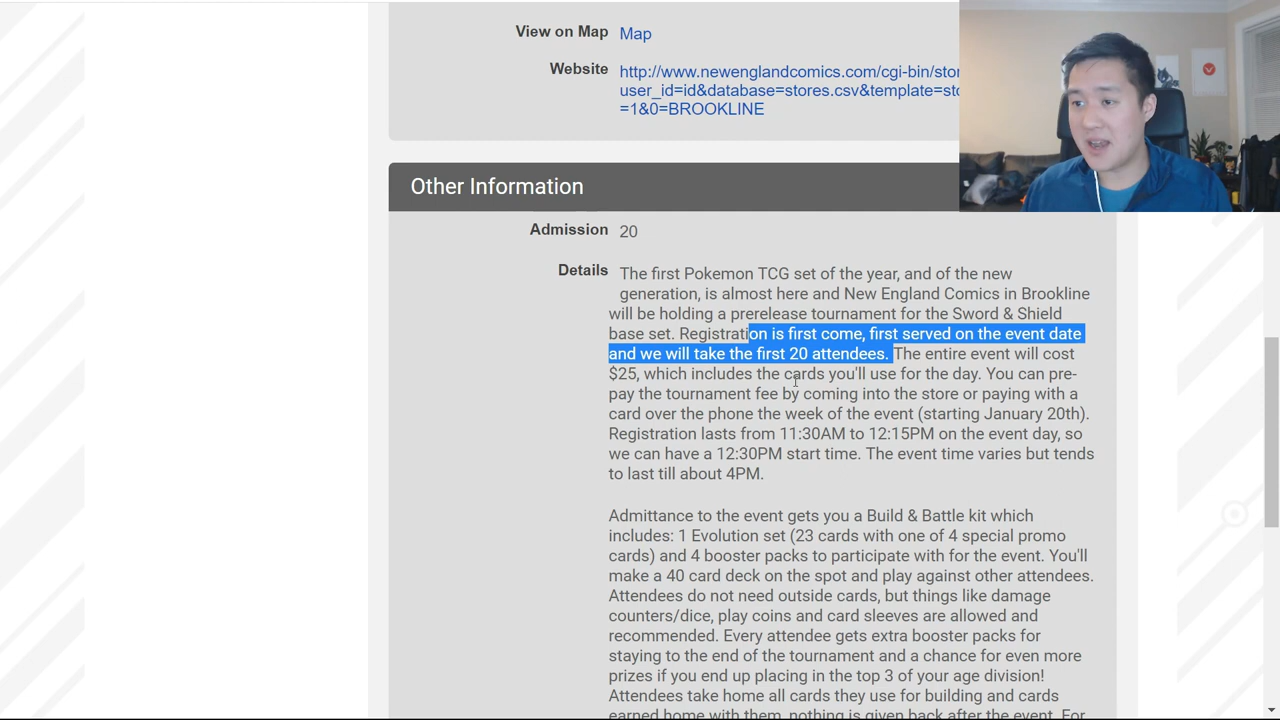 View on Map
Map
Website
http://www.newenglandcomics.com/cgi-bin/stor
user_id=id&database=stores.csv&template=sto
=1&0=BROOKLINE
Other Information
Admission
20
Details
The first Pokemon TCG set of the year, and of the new
generation, is almost here and New England Comics in Brookline
will be holding a prerelease tournament for the Sword & Shield
base set. Registration is first come, first served on the event date
and we will take the first 20 attendees. The entire event will cost
$25, which includes the cards you'll use for the day. You can pre-
pay the tournament fee by coming into the store or paying with a
card over the phone the week of the event (starting January 20th).
Registration lasts from 11:30AM to 12:15PM on the event day, so
we can have a 12:30PM start time. The event time varies but tends
to last till about 4PM.
Admittance to the event gets you a Build & Battle kit which
includes: 1 Evolution set (23 cards with one of 4 special promo
cards) and 4 booster packs to participate with for the event. You'll
make a 40 card deck on the spot and play against other attendees.
Attendees do not need outside cards, but things like damage
counters/dice, play coins and card sleeves are allowed and
recommended. Every attendee gets extra booster packs for
staying to the end of the tournament and a chance for even more
prizes if you end up placing in the top 3 of your age division!
Attendees take home all cards they use for building and cards
earned home with them, nothing is given back after the event. For